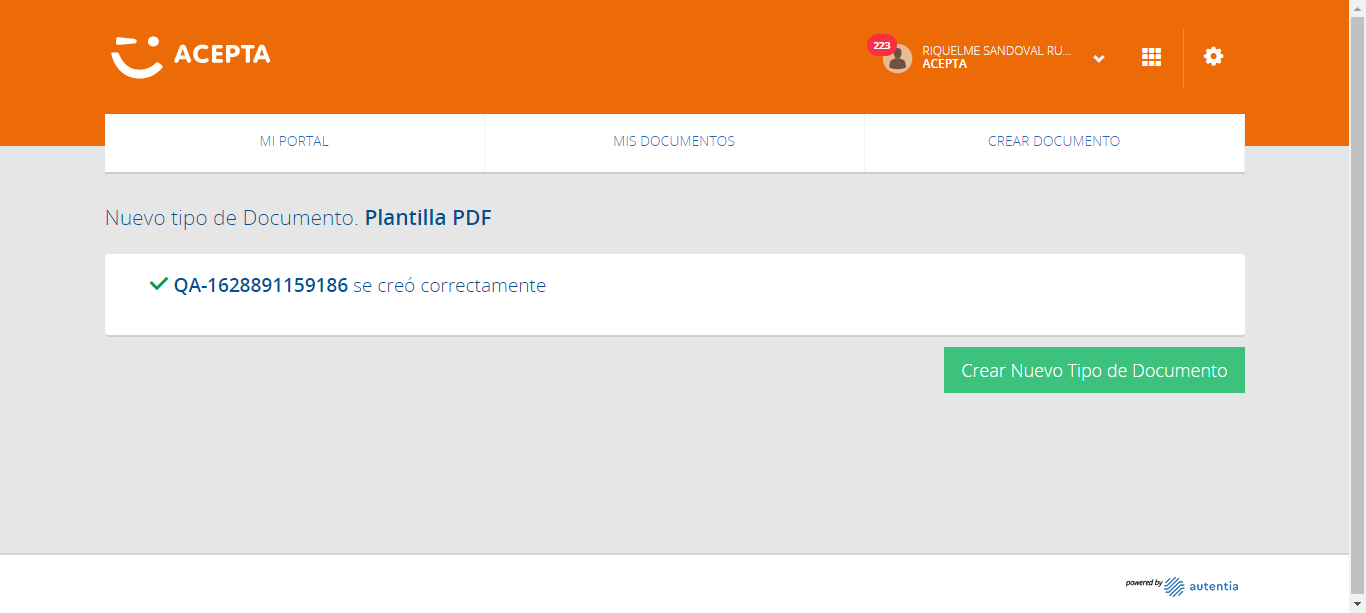 ACEPTA
223
RIQUELME SANDOVAL RU...
ACEPTA
MI PORTAL
MIS DOCUMENTOS
CREAR DOCUMENTO
Nuevo tipo de Documento. Plantilla PDF
QA-1628891159186 se creó correctamente
Crear Nuevo Tipo de Documento
powered by autentia